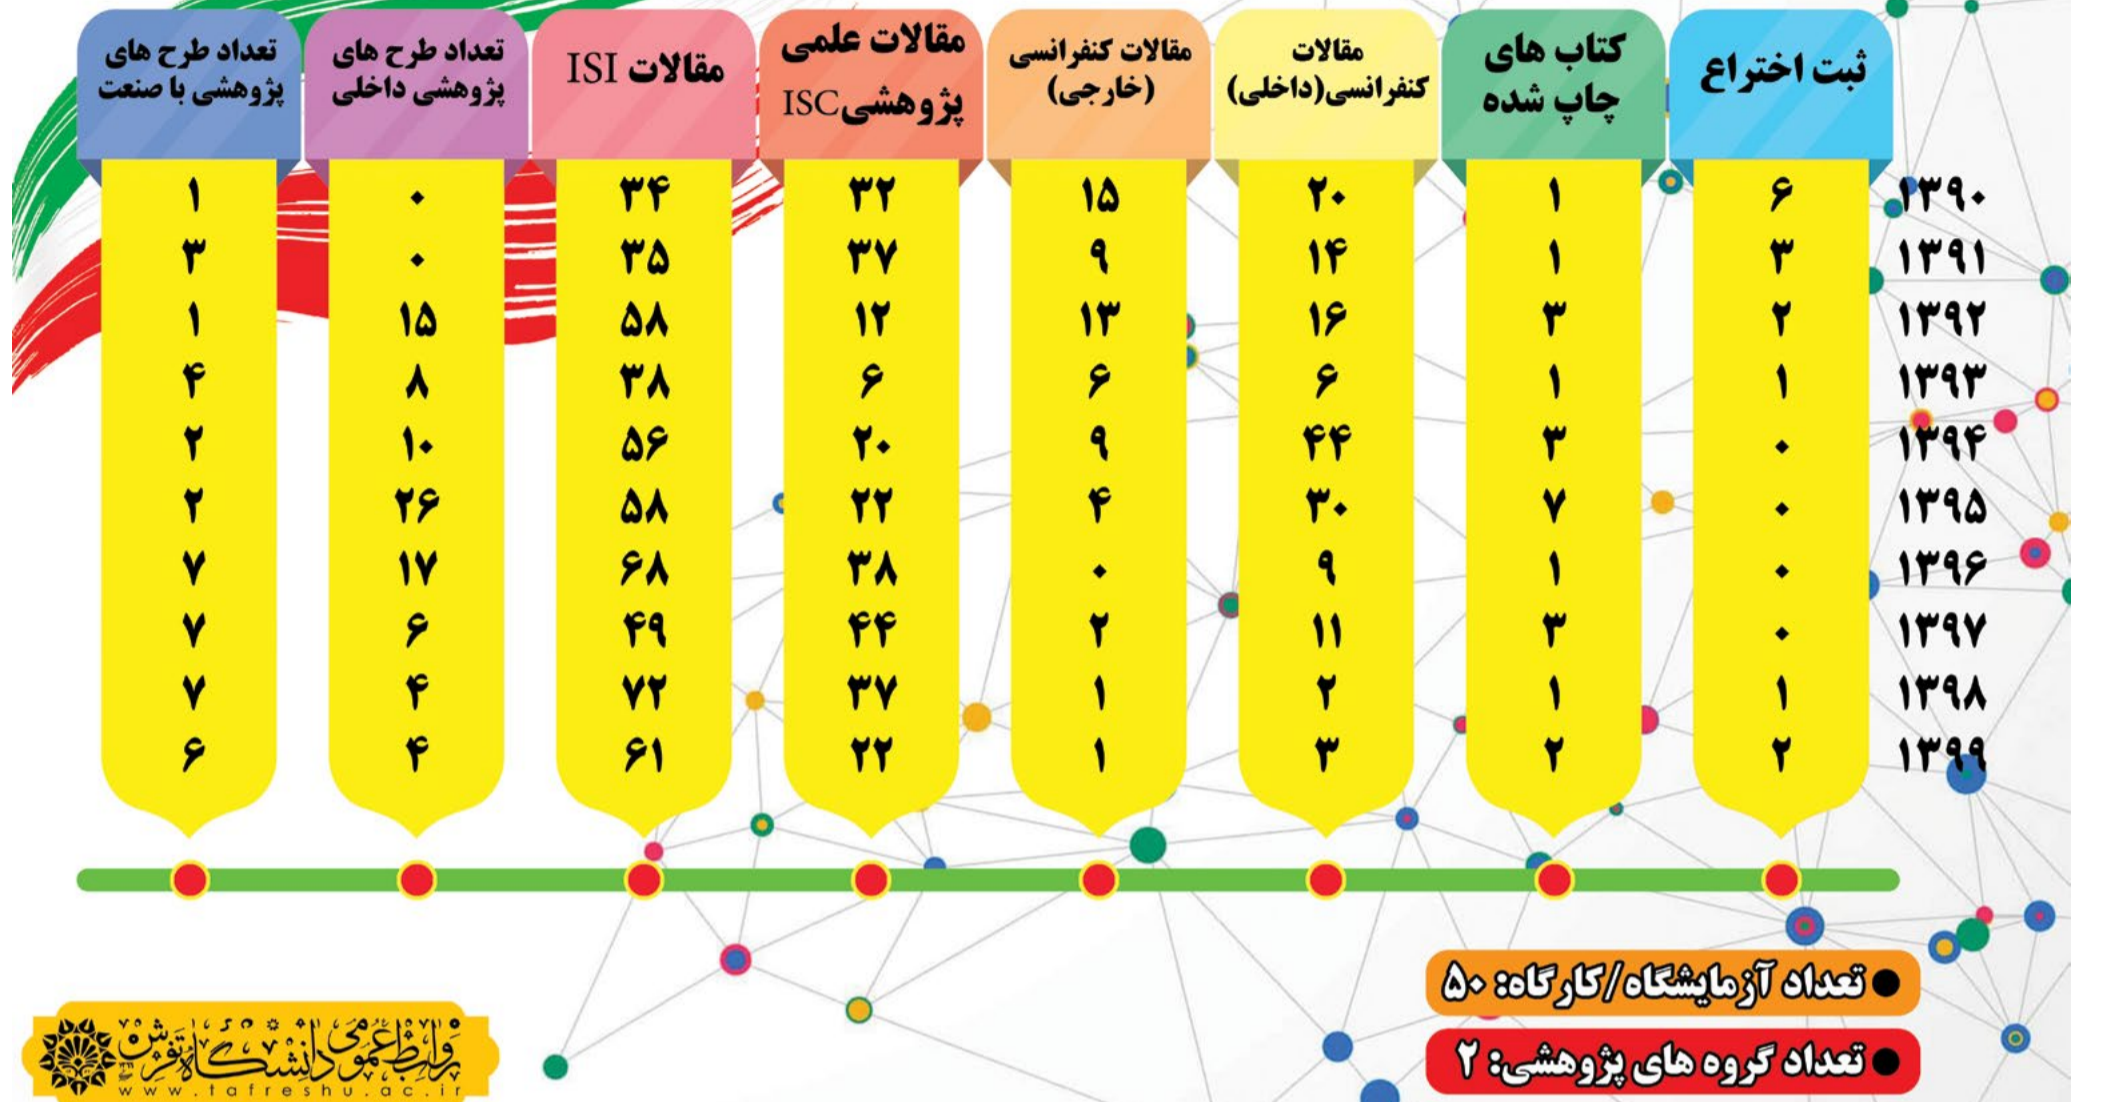 ثبت اختراع
کتاب های
چاپ شده
مقالات
کنفرانسی(داخلی)
مقالات کنفرانسی
(خارجی)
مقالات علمی
پژوهشیISC
مقالات ISI
تعداد طرح های
پژوهشی داخلی
تعداد طرح های
پژوهشی با صنعت
۱۳۹۰ ۶ ۱ ۲۰ ۱۵ ۳۲ ۳۴ ۰ ۱
۱۳۹۱ ۳ ۱ ۱۴ ۹ ۳۷ ۳۵ ۰ ۳
۱۳۹۲ ۲ ۳ ۱۶ ۱۳ ۱۲ ۵۸ ۱۵ ۱
۱۳۹۳ ۱ ۱ ۶ ۶ ۶ ۳۸ ۸ ۴
۱۳۹۴ ۰ ۳ ۴۴ ۹ ۲۰ ۵۶ ۱۰ ۲
۱۳۹۵ ۰ ۷ ۳۰ ۴ ۲۲ ۵۸ ۲۶ ۲
۱۳۹۶ ۰ ۱ ۹ ۰ ۳۸ ۶۸ ۱۷ ۷
۱۳۹۷ ۰ ۳ ۱۱ ۲ ۴۴ ۴۹ ۶ ۷
۱۳۹۸ ۱ ۱ ۲ ۱ ۳۷ ۷۲ ۴ ۷
۱۳۹۹ ۲ ۲ ۳ ۱ ۲۲ ۶۱ ۴ ۶
● تعداد آزمایشگاه/کارگاه: ۵۰
● تعداد گروه های پژوهشی: ۲
روابط عمومی دانشگاه تفرش
www.tafreshu.ac.ir